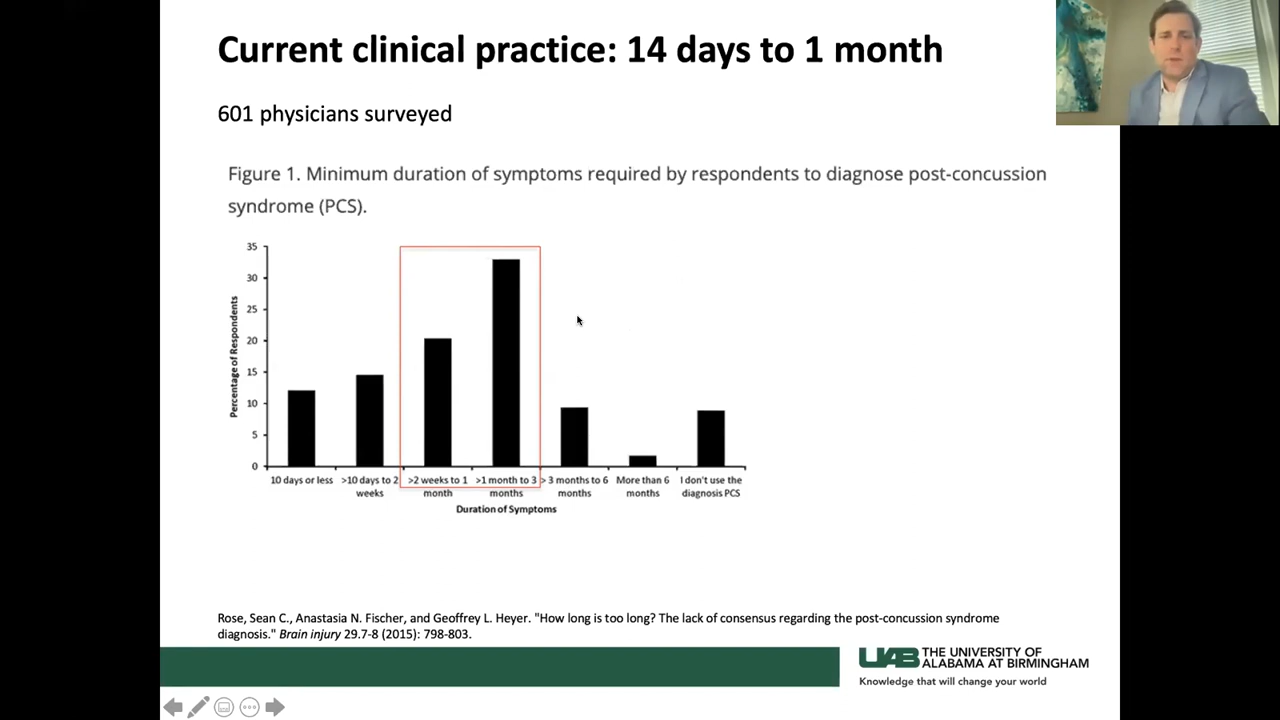 Current clinical practice: 14 days to 1 month
601 physicians surveyed
Figure 1. Minimum duration of symptoms required by respondents to diagnose post-concussion
syndrome (PCS).
35
30
25
20
15
10
5
0
Percentage of Respondents
10 days or less >10 days to 2 >2 weeks to 1 >1 month to 3 > 3 months to 6 More than 6 I don't use the
weeks month months months months diagnosis PCS
Duration of Symptoms
Rose, Sean C., Anastasia N. Fischer, and Geoffrey L. Heyer. "How long is too long? The lack of consensus regarding the post-concussion syndrome
diagnosis." Brain injury 29.7-8 (2015): 798-803.
UAB THE UNIVERSITY OF
ALABAMA AT BIRMINGHAM
Knowledge that will change your world